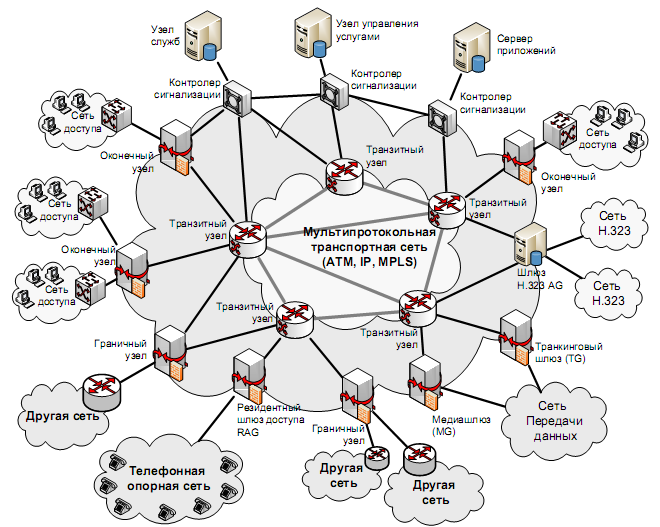 Узел
служб
Узел управления
услугами
Сервер
приложений
Контролер
сигнализации
Контролер
сигнализации
Контролер
сигнализации
Сеть
доступа
Оконечный
узел
Транзитный
узел
Оконечный
узел
Сеть
доступа
Сеть
доступа
Транзитный
узел
Транзитный
узел
Мультипротокольная
транспортная сеть
(ATM, IP, MPLS)
Сеть
H.323
Оконечный
узел
Сеть
доступа
Шлюз
H.323 AG
Сеть
H.323
Транзитный
узел
Транзитный
узел
Граничный
узел
Транкинговый
шлюз (TG)
Другая сеть
Резидентный
шлюз доступа
RAG
Граничный
узел
Медиашлюз
(MG)
Сеть
Передачи
данных
Телефонная
опорная сеть
Другая
сеть
Другая
сеть